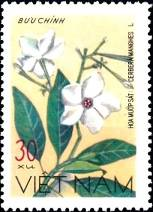 BƯU CHÍNH
HOA MƯỚP SÁT
CERBERA MANGHES L.
30
XU
VIỆT NAM